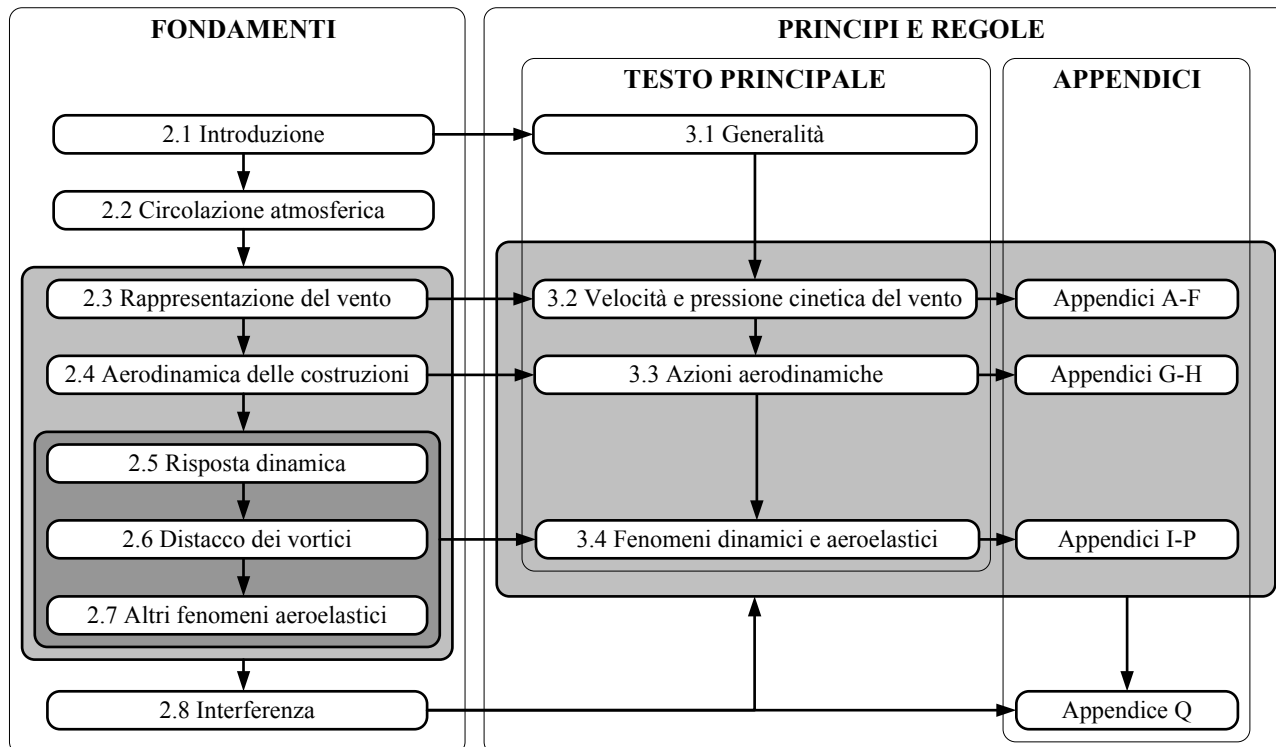 FONDAMENTI
PRINCIPI E REGOLE
TESTO PRINCIPALE
APPENDICI
2.1 Introduzione
3.1 Generalità
2.2 Circolazione atmosferica
2.3 Rappresentazione del vento
3.2 Velocità e pressione cinetica del vento
Appendici A-F
2.4 Aerodinamica delle costruzioni
3.3 Azioni aerodinamiche
Appendici G-H
2.5 Risposta dinamica
2.6 Distacco dei vortici
3.4 Fenomeni dinamici e aeroelastici
Appendici I-P
2.7 Altri fenomeni aeroelastici
2.8 Interferenza
Appendice Q